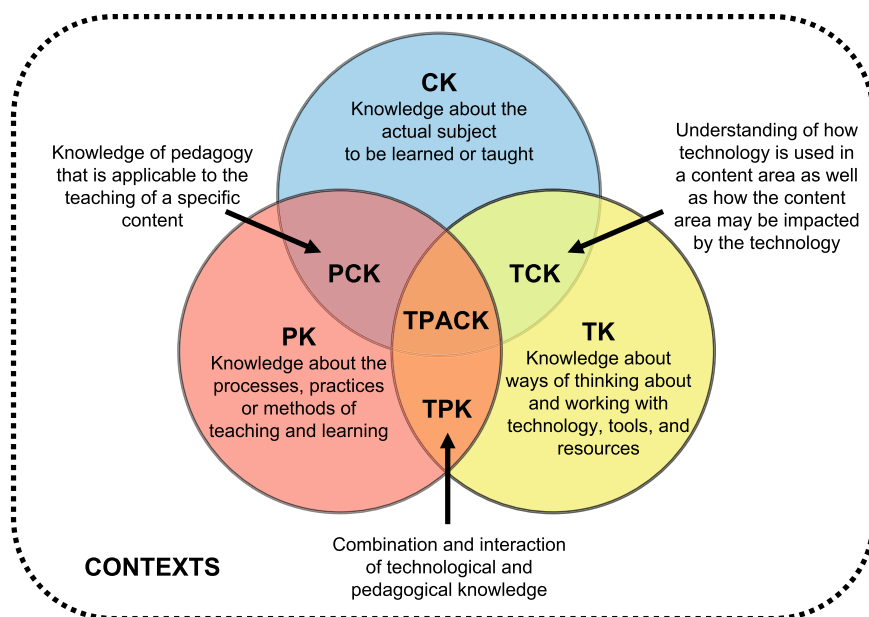 CK
Knowledge about the
actual subject
to be learned or taught
Knowledge of pedagogy
that is applicable to the
teaching of a specific
content
Understanding of how
technology is used in
a content area as well
as how the content
area may be impacted
by the technology
PCK
TCK
TPACK
PK
Knowledge about the
processes, practices
or methods of
teaching and learning
TK
Knowledge about
ways of thinking about
and working with
technology, tools, and
resources
TPK
Combination and interaction
of technological and
pedagogical knowledge
CONTEXTS